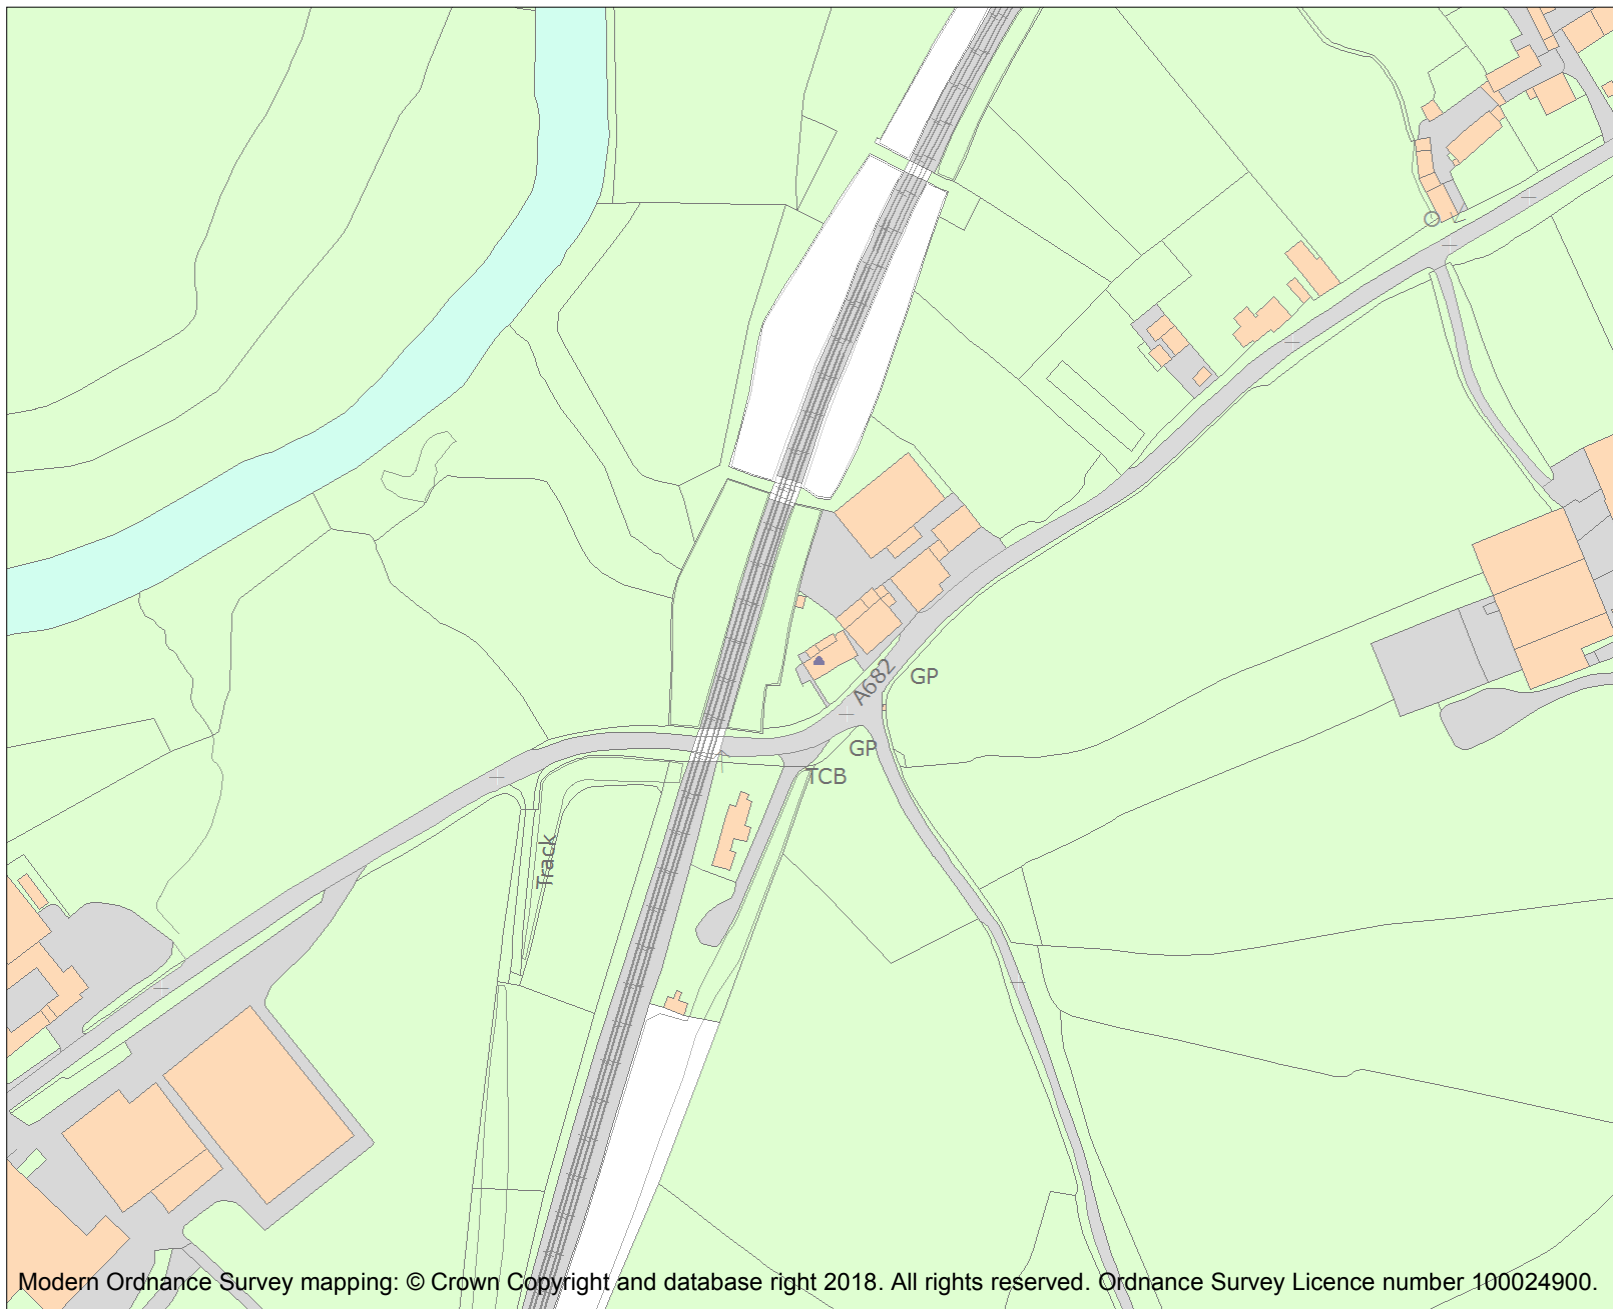 A682
GP
GP
TCB
Track
Modern Ordnance Survey mapping: © Crown Copyright and database right 2018. All rights reserved. Ordnance Survey Licence number 100024900.